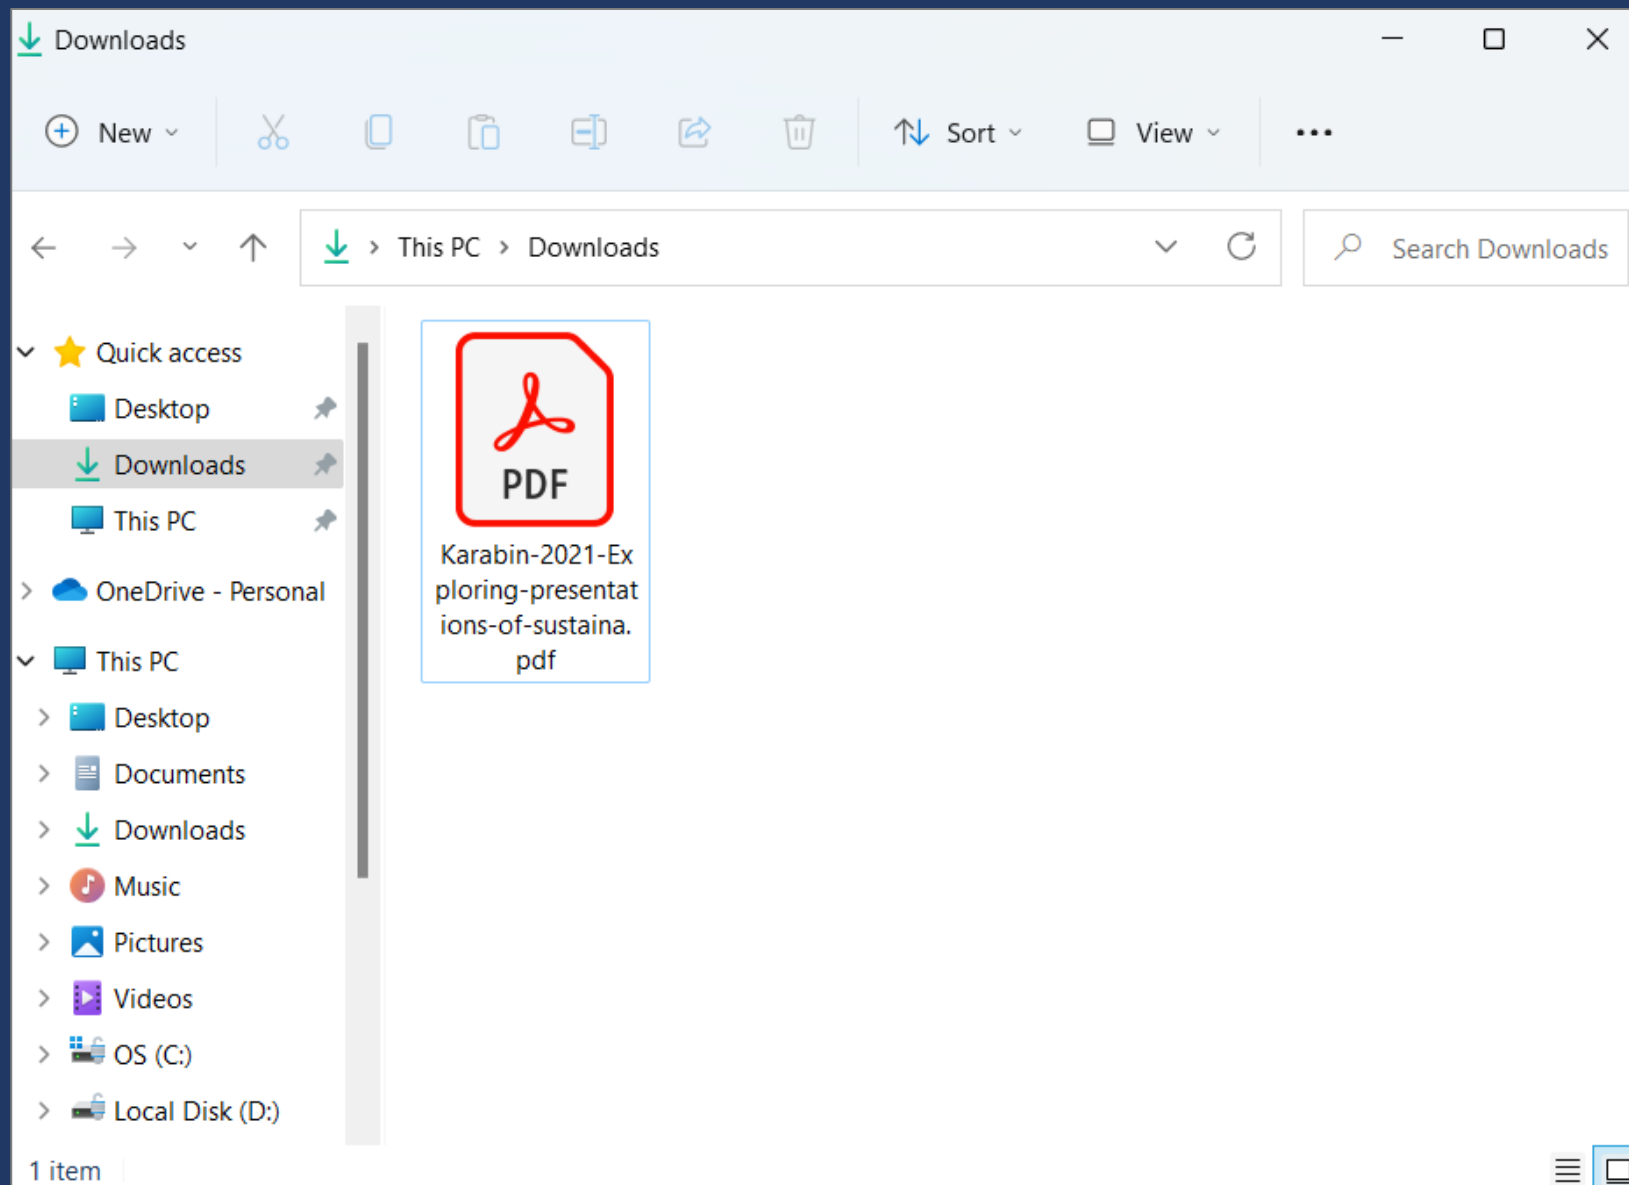 Downloads
New
Sort
View
This PC
Downloads
Search Downloads
Quick access
Desktop
Downloads
This PC
OneDrive - Personal
This PC
Desktop
Documents
Downloads
Music
Pictures
Videos
OS (C:)
Local Disk (D:)
PDF
Karabin-2021-Ex
ploring-presentat
ions-of-sustaina.
pdf
1 item